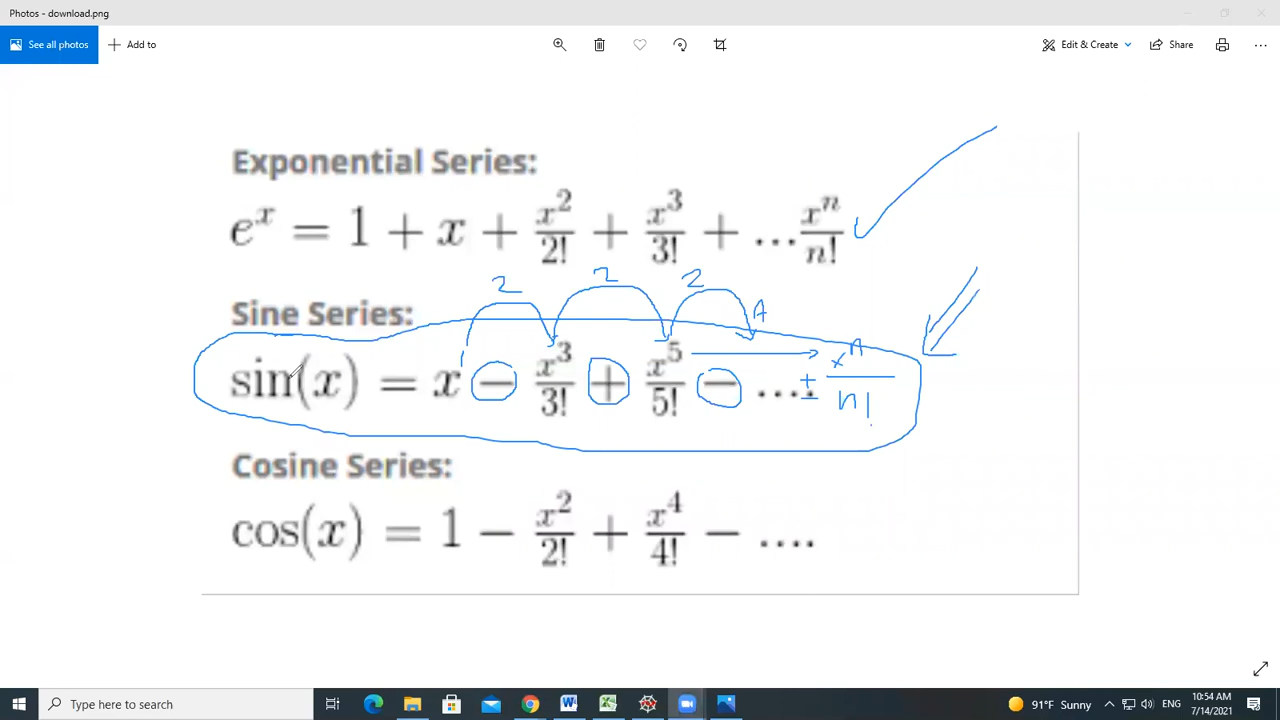 Photos - download.png
See all photos
Add to
Edit & Create
Share
Exponential Series:
e^x = 1 + x + x^2/2! + x^3/3! + ... x^n/n!
2 2 2
Sine Series:
sin(x) = x - x^3/3! + x^5/5! - .... ± x^n/n!
Cosine Series:
cos(x) = 1 - x^2/2! + x^4/4! - ....
Type here to search
91°F Sunny
ENG
10:54 AM
7/14/2021